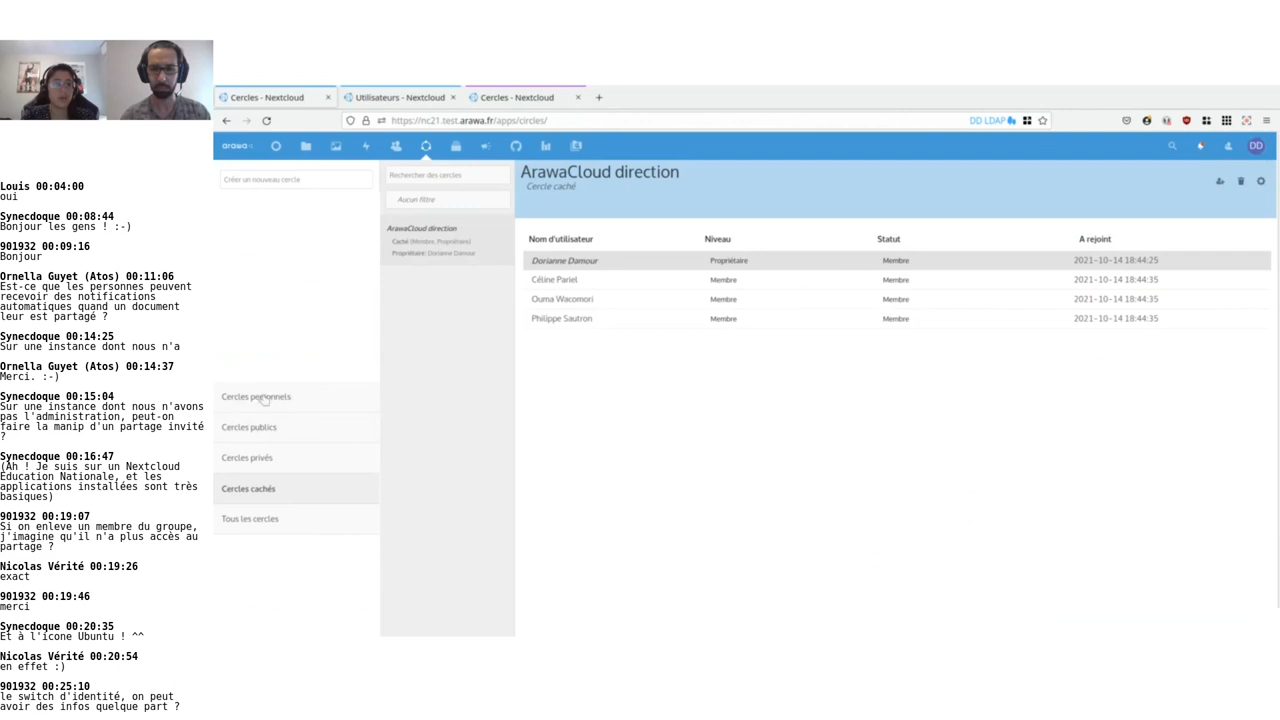 Cercles - Nextcloud
Utilisateurs - Nextcloud
Cercles - Nextcloud
https://nc21.test.arawa.fr/apps/circles/
DD LDAP
arawa
DD
Créer un nouveau cercle
Cercles personnels
Cercles publics
Cercles privés
Cercles cachés
Tous les cercles
Rechercher des cercles
Aucun filtre
ArawaCloud direction
Caché (Membre, Propriétaire)
Propriétaire: Dorianne Damour
ArawaCloud direction
Cercle caché
Nom d'utilisateur Niveau Statut A rejoint
Dorianne Damour Propriétaire Membre 2021-10-14 18:44:25
Céline Pariel Membre Membre 2021-10-14 18:44:35
Ouma Wacomori Membre Membre 2021-10-14 18:44:35
Philippe Sautron Membre Membre 2021-10-14 18:44:35
Louis 00:04:00
oui
Synecdoque 00:08:44
Bonjour les gens ! :-)
901932 00:09:16
Bonjour
Ornella Guyet (Atos) 00:11:06
Est-ce que les personnes peuvent
recevoir des notifications
automatiques quand un document
leur est partagé ?
Synecdoque 00:14:25
Sur une instance dont nous n'a
Ornella Guyet (Atos) 00:14:37
Merci. :-)
Synecdoque 00:15:04
Sur une instance dont nous n'avons
pas l'administration, peut-on
faire la manip d'un partage invité
?
Synecdoque 00:16:47
(Ah ! Je suis sur un Nextcloud
Éducation Nationale, et les
applications installées sont très
basiques)
901932 00:19:07
Si on enleve un membre du groupe,
j'imagine qu'il n'a plus accès au
partage ?
Nicolas Vérité 00:19:26
exact
901932 00:19:46
merci
Synecdoque 00:20:35
Et à l'icone Ubuntu ! ^^
Nicolas Vérité 00:20:54
en effet :)
901932 00:25:10
le switch d'identité, on peut
avoir des infos quelque part ?